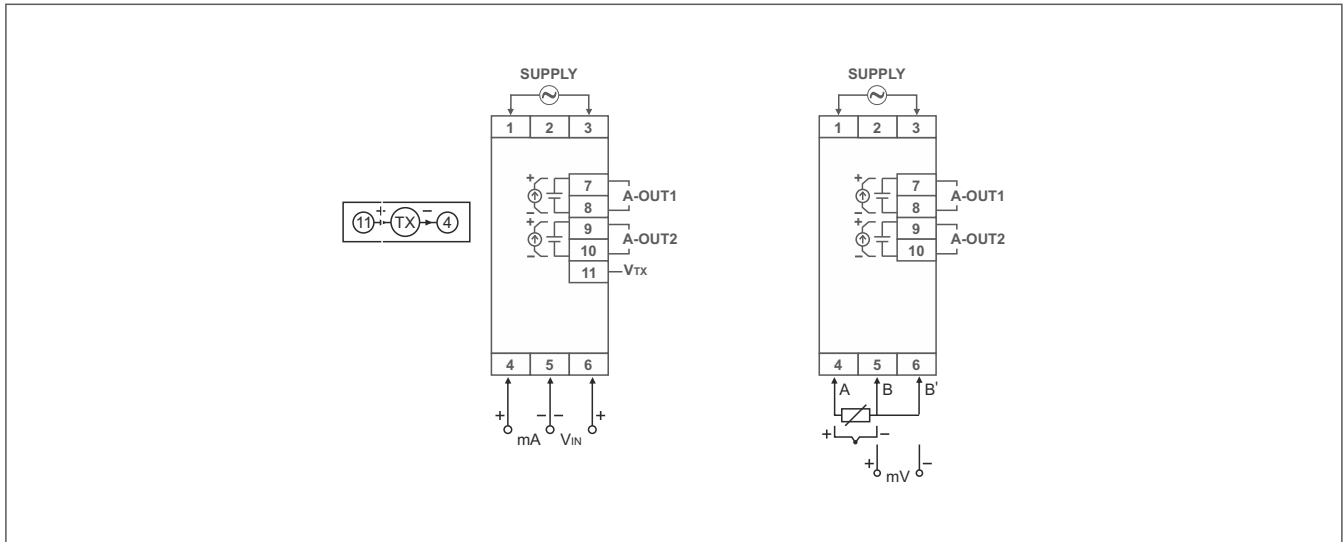 SUPPLY
1 2 3
+ 7
− 8
A-OUT1
+ 9
− 10
A-OUT2
11 VTX
11 + TX − 4
4 5 6
+ − − +
mA VIN
SUPPLY
1 2 3
+ 7
− 8
A-OUT1
+ 9
− 10
A-OUT2
4 5 6
A B B'
+ −
+ mV −